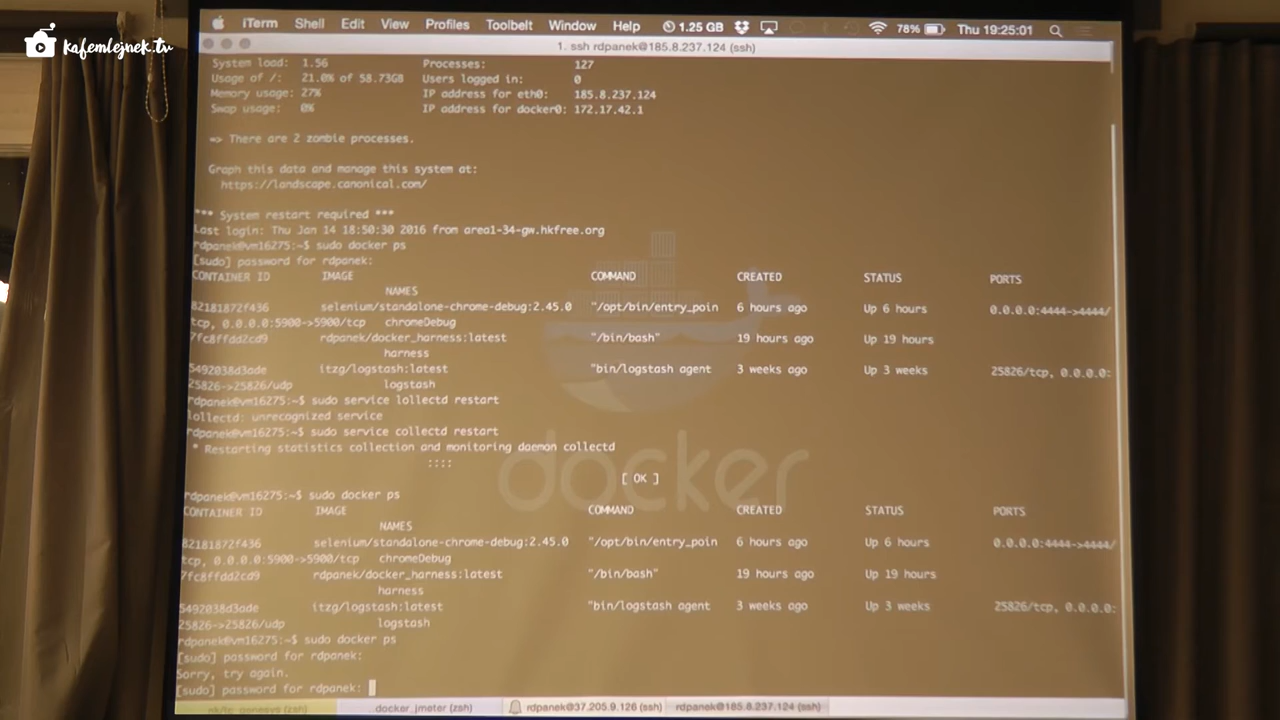 kafemlejnek.tv
iTerm Shell Edit View Profiles Toolbelt Window Help 1.25 GB 78% Thu 19:25:01
1. ssh rdpanek@185.8.237.124 (ssh)
System load: 1.56 Processes: 127
Usage of /: 21.0% of 58.73GB Users logged in: 0
Memory usage: 27% IP address for eth0: 185.8.237.124
Swap usage: 0% IP address for docker0: 172.17.42.1
=> There are 2 zombie processes.
Graph this data and manage this system at:
https://landscape.canonical.com/
*** System restart required ***
Last login: Thu Jan 14 18:50:30 2016 from area1-34-gw.hkfree.org
rdpanek@vm16275:~$ sudo docker ps
[sudo] password for rdpanek:
CONTAINER ID IMAGE COMMAND CREATED STATUS PORTS
NAMES
82181872f436 selenium/standalone-chrome-debug:2.45.0 "/opt/bin/entry_poin 6 hours ago Up 6 hours 0.0.0.0:4444->4444/
tcp, 0.0.0.0:5900->5900/tcp chromeDebug
7fc8ffdd2cd9 rdpanek/docker_harness:latest "/bin/bash" 19 hours ago Up 19 hours
harness
5492038d3ade itzg/logstash:latest "bin/logstash agent 3 weeks ago Up 3 weeks 25826/tcp, 0.0.0.0:
25826->25826/udp logstash
rdpanek@vm16275:~$ sudo service lollectd restart
lollectd: unrecognized service
rdpanek@vm16275:~$ sudo service collectd restart
* Restarting statistics collection and monitoring daemon collectd
::::
[ OK ]
rdpanek@vm16275:~$ sudo docker ps
CONTAINER ID IMAGE COMMAND CREATED STATUS PORTS
NAMES
82181872f436 selenium/standalone-chrome-debug:2.45.0 "/opt/bin/entry_poin 6 hours ago Up 6 hours 0.0.0.0:4444->4444/
tcp, 0.0.0.0:5900->5900/tcp chromeDebug
7fc8ffdd2cd9 rdpanek/docker_harness:latest "/bin/bash" 19 hours ago Up 19 hours
harness
5492038d3ade itzg/logstash:latest "bin/logstash agent 3 weeks ago Up 3 weeks 25826/tcp, 0.0.0.0:
25826->25826/udp logstash
docker
rdpanek@vm16275:~$ sudo docker ps
[sudo] password for rdpanek:
Sorry, try again.
[sudo] password for rdpanek:
docker_jmeter (zsh) rdpanek@37.205.9.126 (ssh) rdpanek@185.8.237.124 (ssh)